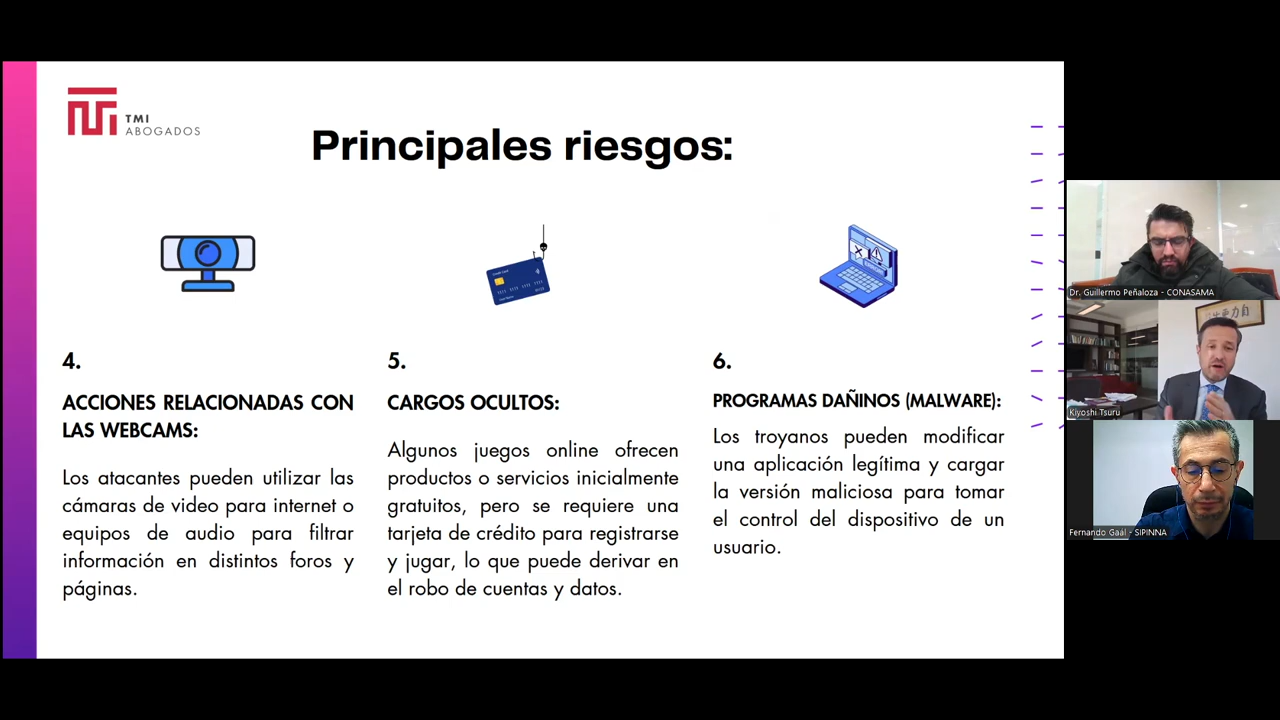 TMI
ABOGADOS
Principales riesgos:
4.
ACCIONES RELACIONADAS CON
LAS WEBCAMS:
Los atacantes pueden utilizar las
cámaras de video para internet o
equipos de audio para filtrar
información en distintos foros y
páginas.
5.
CARGOS OCULTOS:
Algunos juegos online ofrecen
productos o servicios inicialmente
gratuitos, pero se requiere una
tarjeta de crédito para registrarse
y jugar, lo que puede derivar en
el robo de cuentas y datos.
6.
PROGRAMAS DAÑINOS (MALWARE):
Los troyanos pueden modificar
una aplicación legítima y cargar
la versión maliciosa para tomar
el control del dispositivo de un
usuario.
Dr. Guillermo Peñaloza - CONASAMA
Kiyoshi Tsuru
Fernando Gaál - SIPINNA